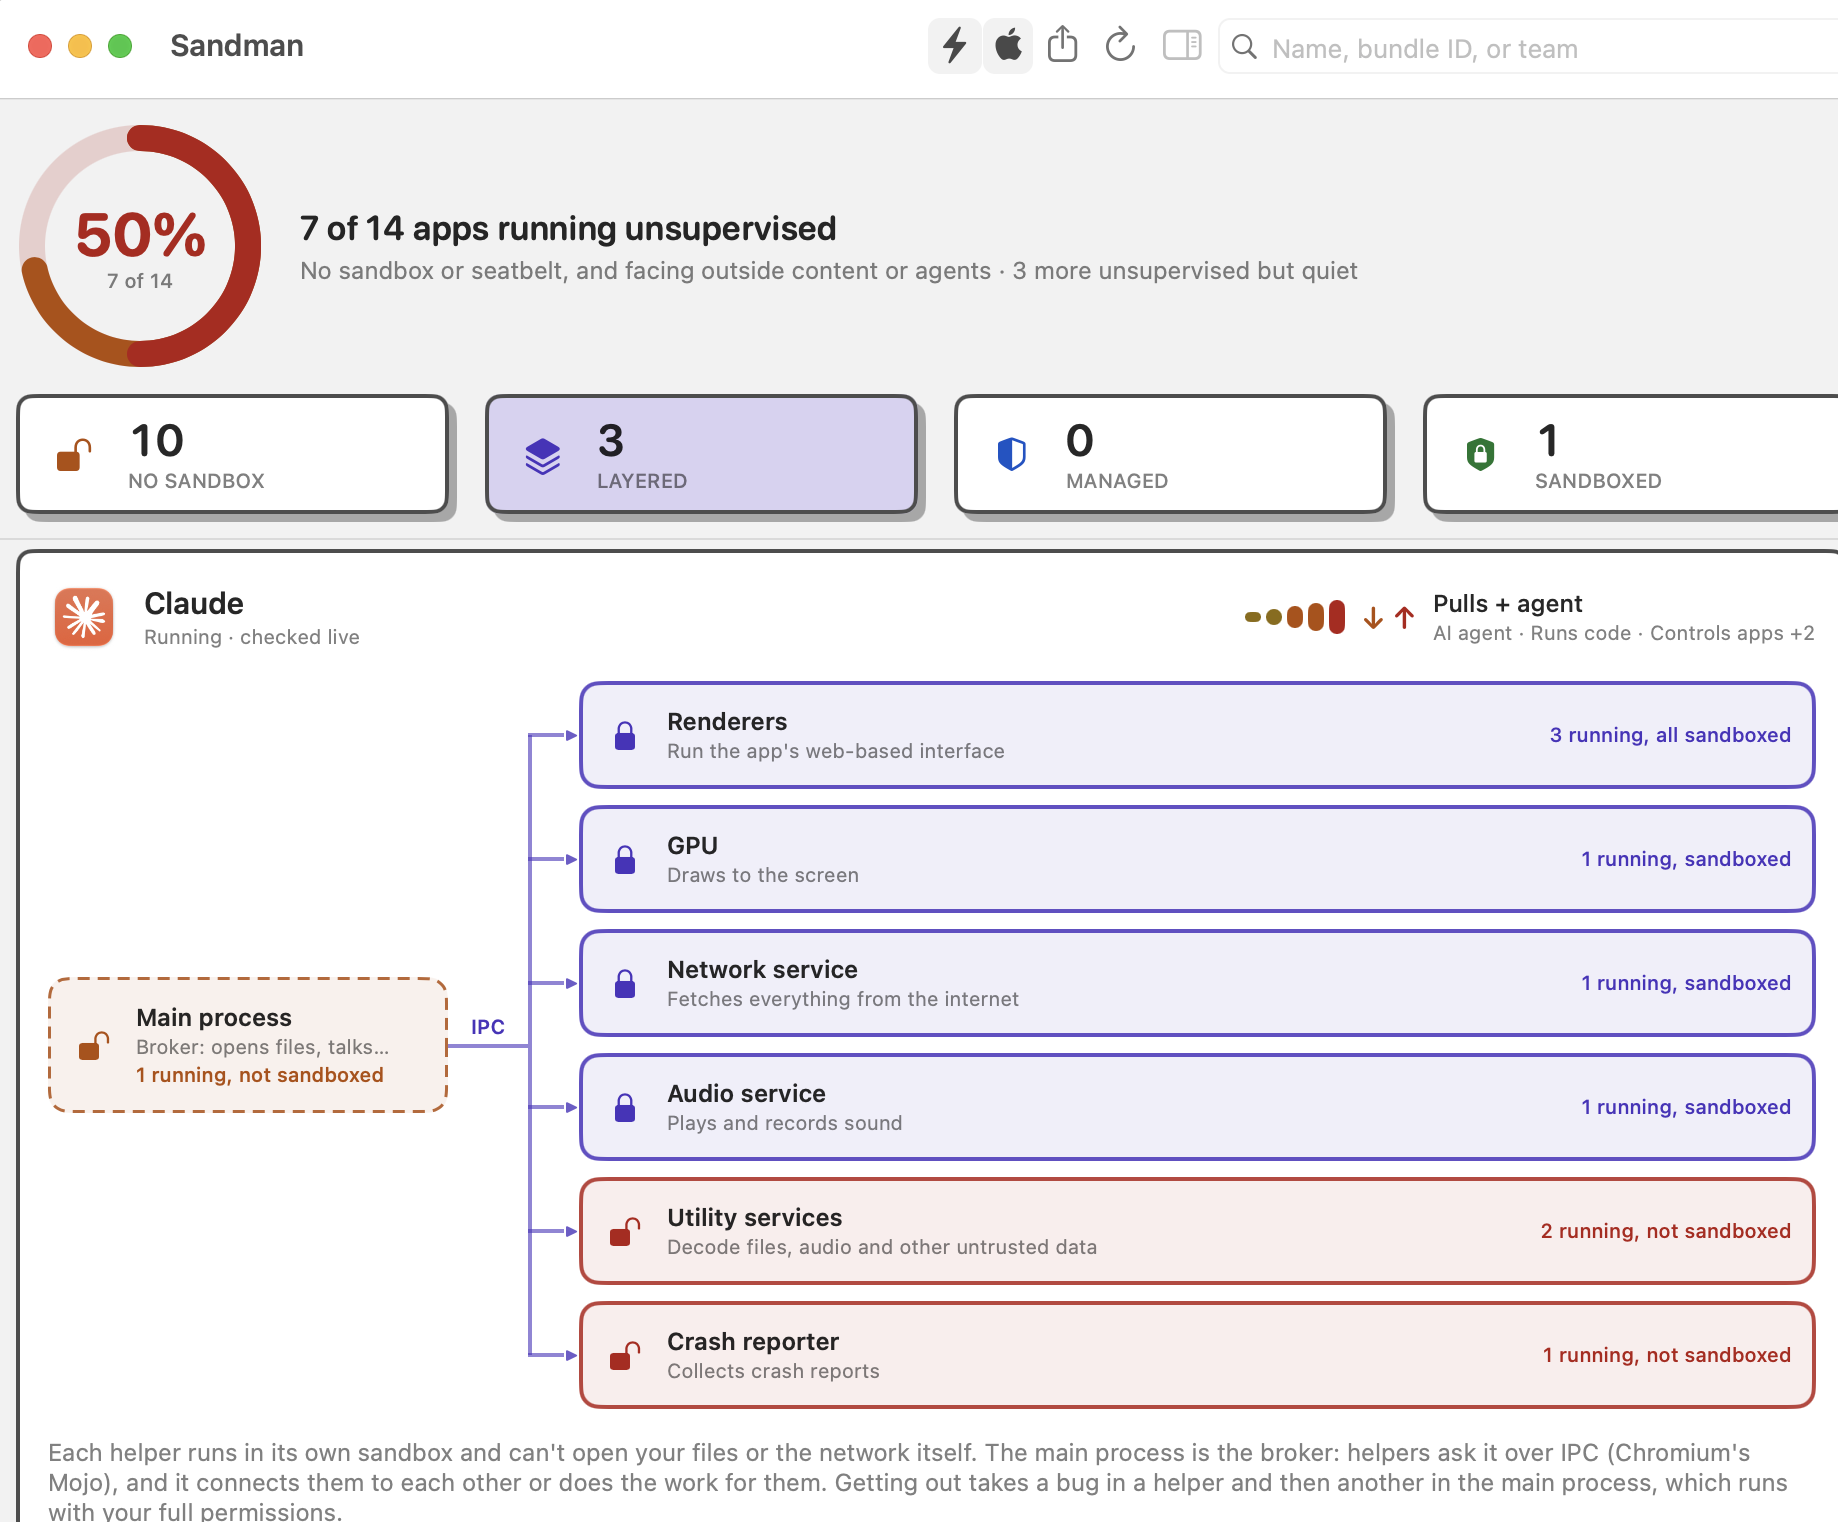 Sandman
Name, bundle ID, or team
50%
7 of 14
7 of 14 apps running unsupervised
No sandbox or seatbelt, and facing outside content or agents · 3 more unsupervised but quiet
10
NO SANDBOX
3
LAYERED
0
MANAGED
1
SANDBOXED
Claude
Running · checked live
Pulls + agent
AI agent · Runs code · Controls apps +2
Renderers
Run the app's web-based interface
3 running, all sandboxed
GPU
Draws to the screen
1 running, sandboxed
Network service
Fetches everything from the internet
1 running, sandboxed
Main process
Broker: opens files, talks...
1 running, not sandboxed
IPC
Audio service
Plays and records sound
1 running, sandboxed
Utility services
Decode files, audio and other untrusted data
2 running, not sandboxed
Crash reporter
Collects crash reports
1 running, not sandboxed
Each helper runs in its own sandbox and can't open your files or the network itself. The main process is the broker: helpers ask it over IPC (Chromium's
Mojo), and it connects them to each other or does the work for them. Getting out takes a bug in a helper and then another in the main process, which runs
with your full permissions.